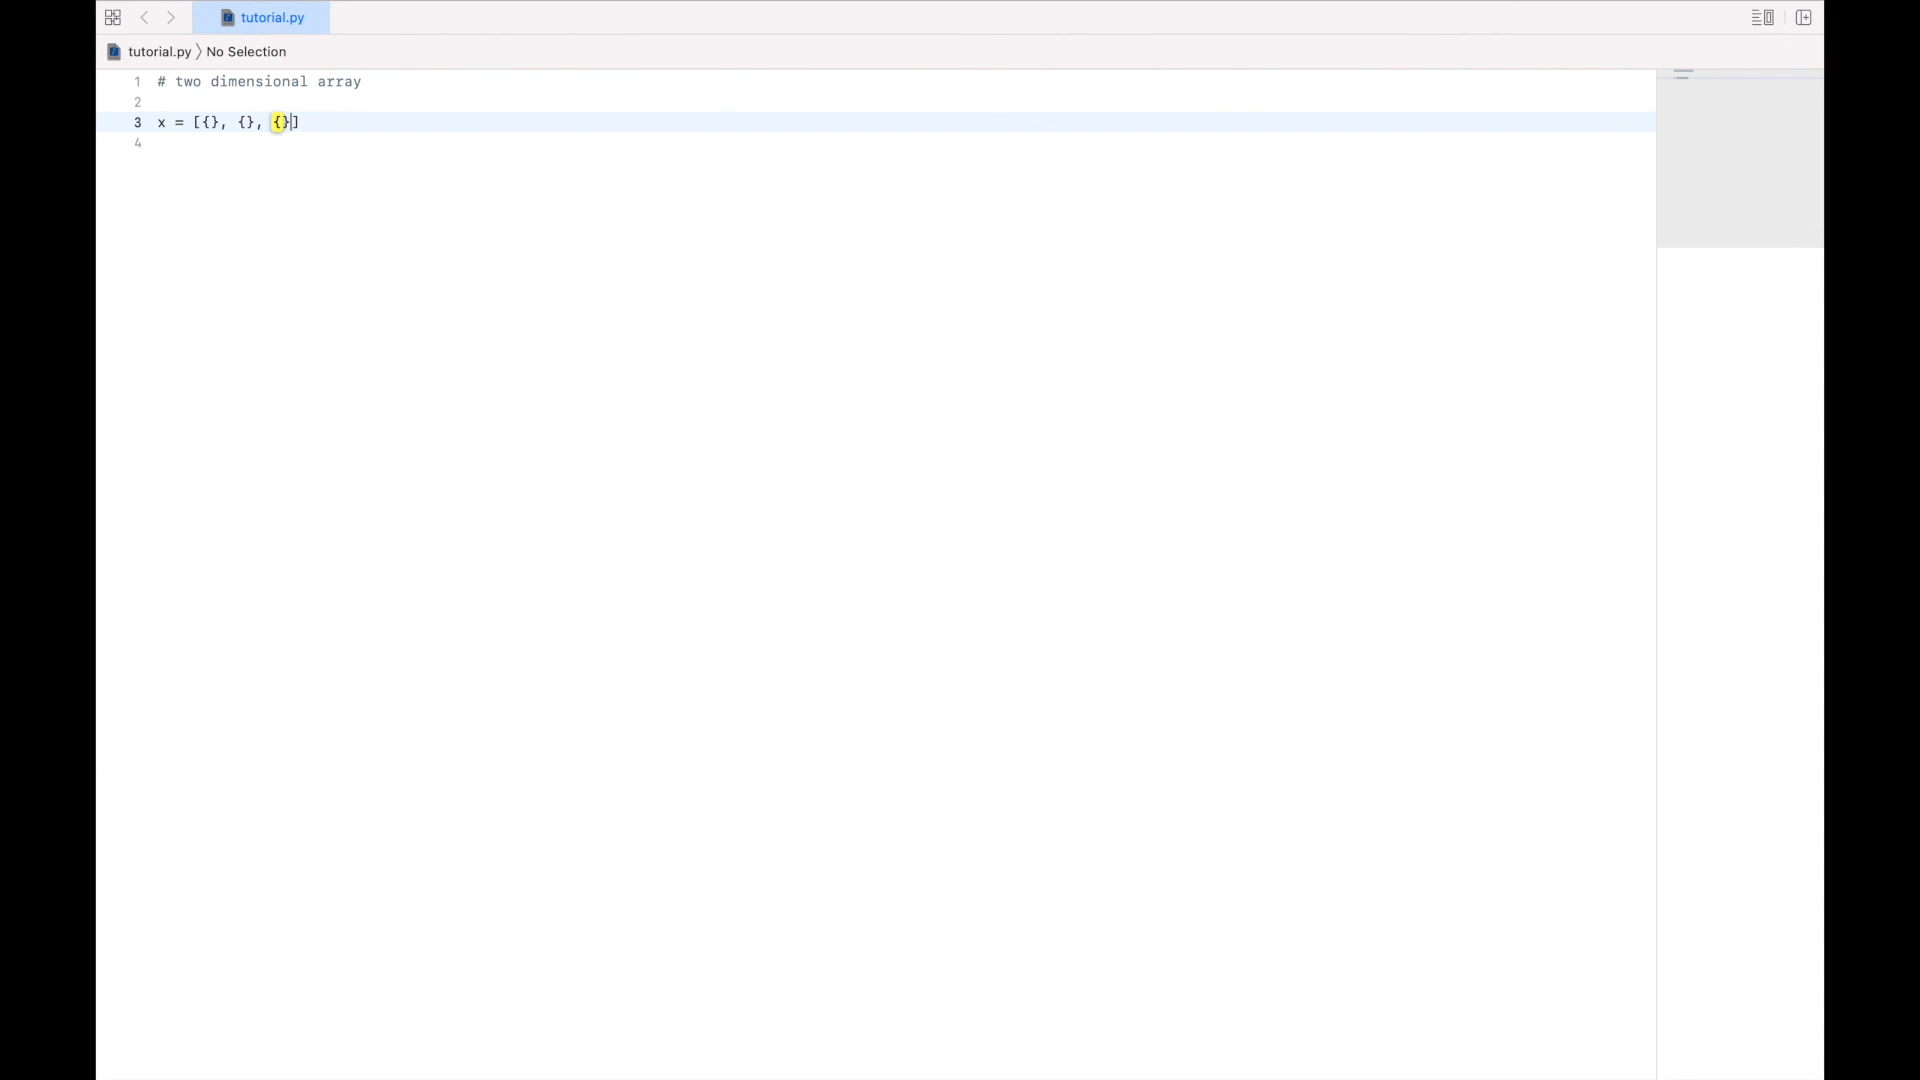 tutorial.py
tutorial.py 〉 No Selection
1 # two dimensional array
2
3 x = [{}, {}, {}]
4